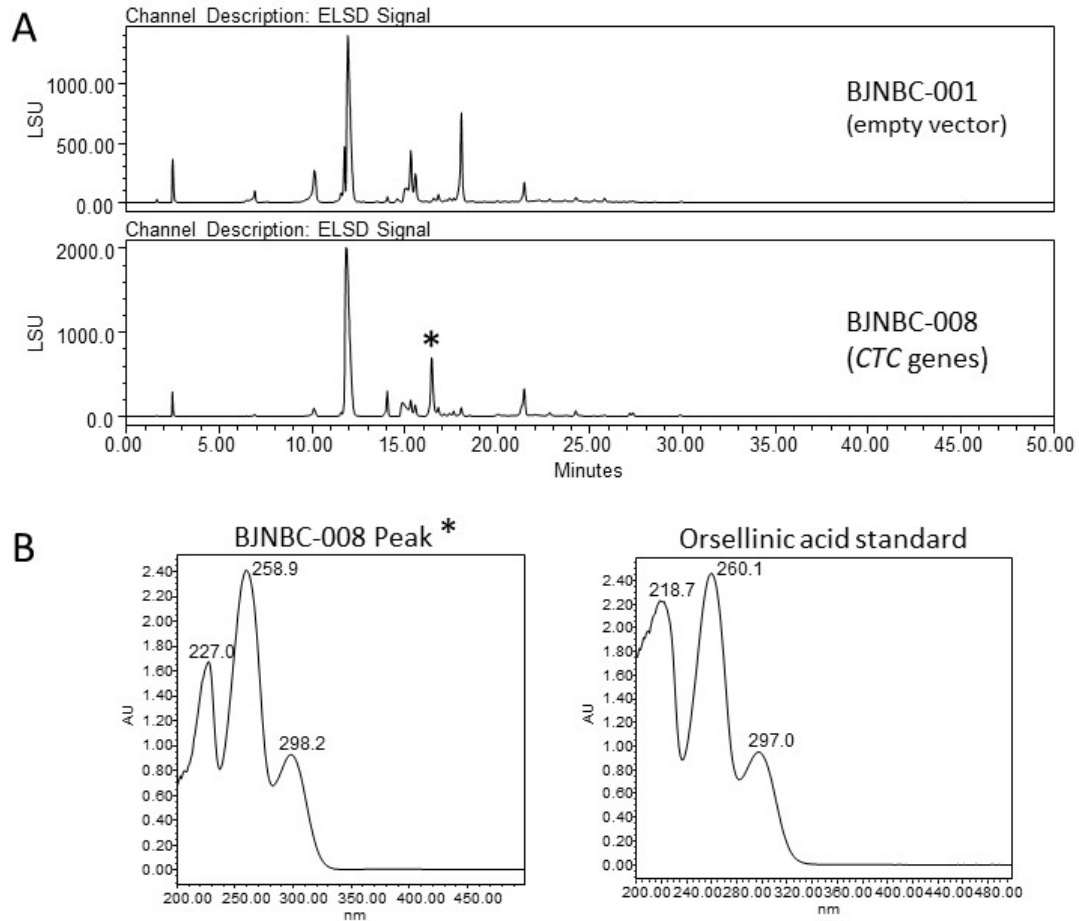 A
Channel Description: ELSD Signal
LSU
1000.00
500.00
0.00
BJNBC-001
(empty vector)
Channel Description: ELSD Signal
LSU
2000.0
1000.0
0.0
*
BJNBC-008
(CTC genes)
0.00 5.00 10.00 15.00 20.00 25.00 30.00 35.00 40.00 45.00 50.00
Minutes
B
BJNBC-008 Peak *
AU
2.40
2.20
2.00
1.80
1.60
1.40
1.20
1.00
0.80
0.60
0.40
0.20
0.00
227.0
258.9
298.2
200.00 250.00 300.00 350.00 400.00 450.00
nm
Orsellinic acid standard
AU
2.40
2.20
2.00
1.80
1.60
1.40
1.20
1.00
0.80
0.60
0.40
0.20
0.00
218.7
260.1
297.0
200.00 240.00 280.00 320.00 360.00 400.00 440.00 480.00
nm